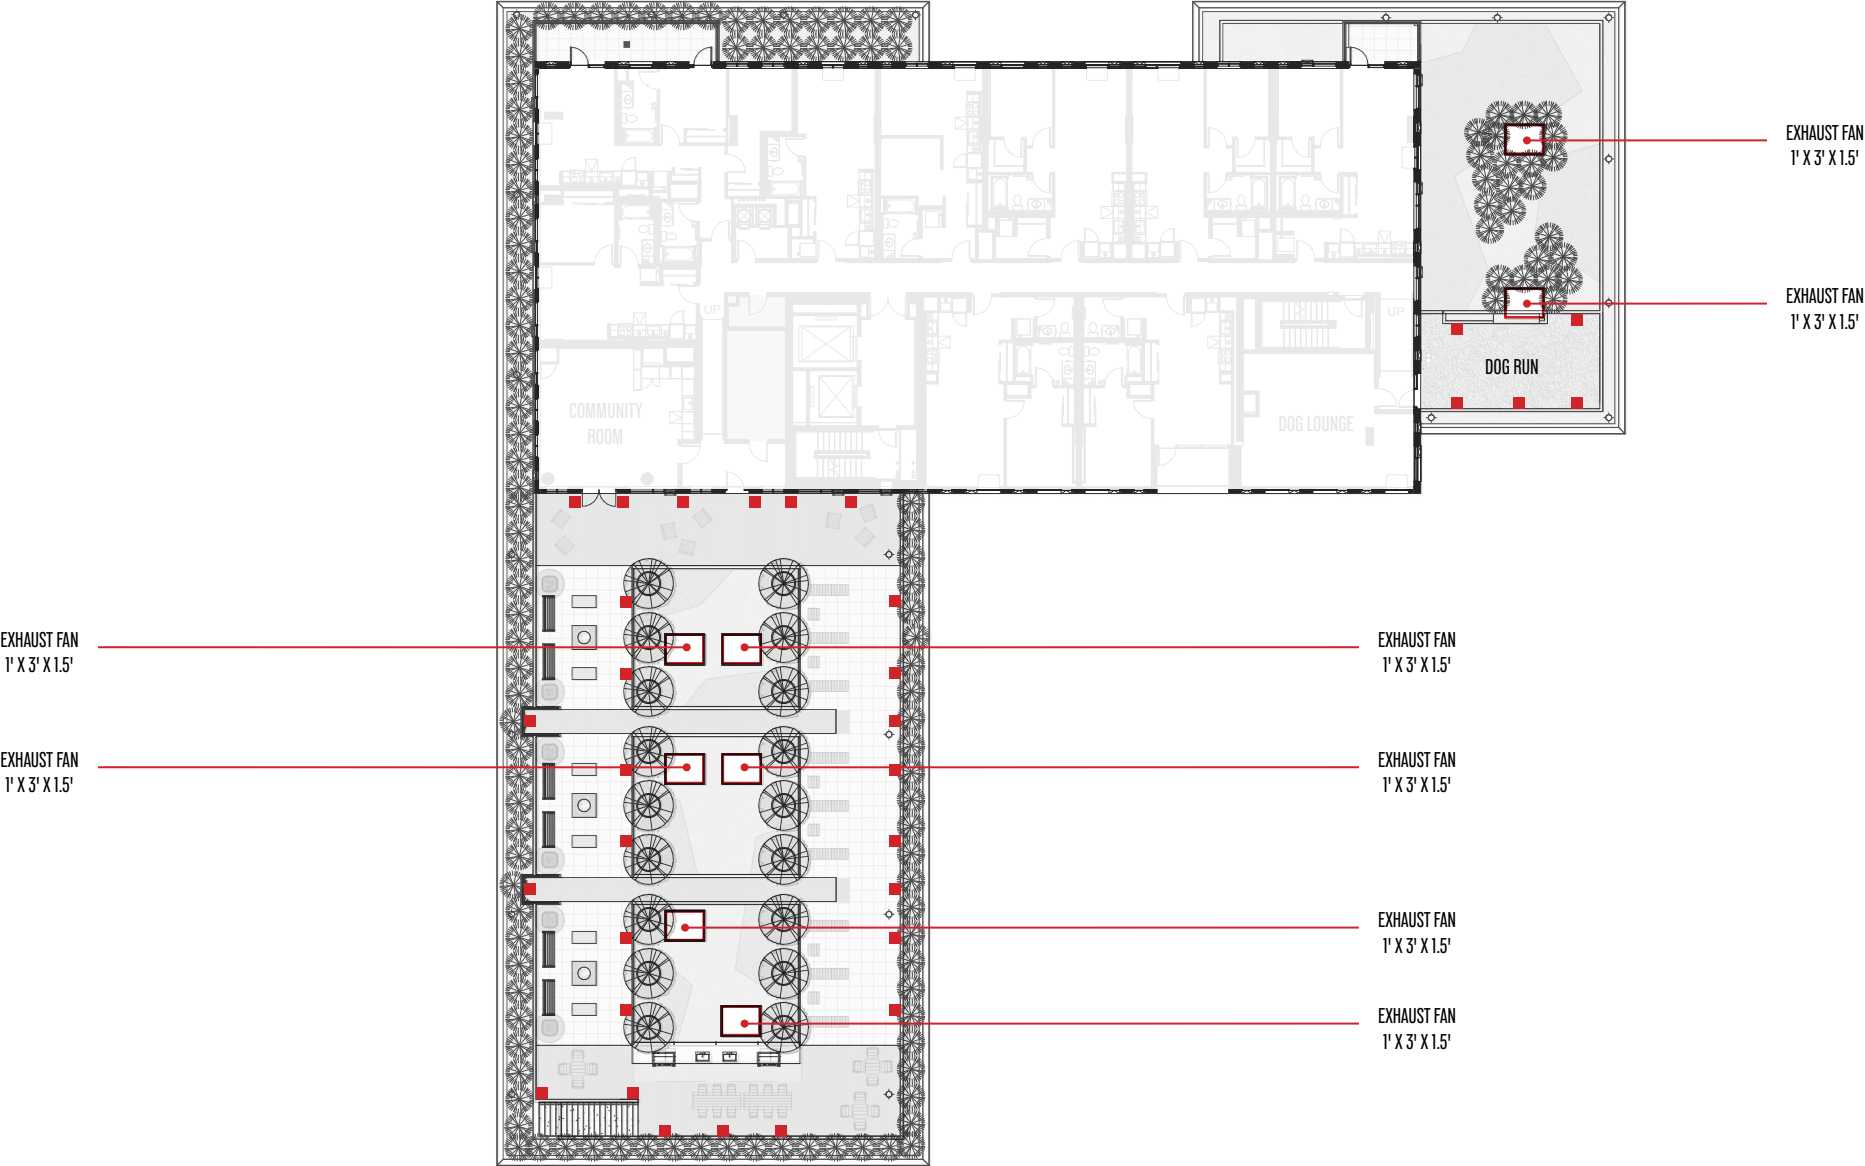 EXHAUST FAN
1' X 3' X 1.5'
EXHAUST FAN
1' X 3' X 1.5'
UP
UP
DOG RUN
COMMUNITY
ROOM
DOG LOUNGE
EXHAUST FAN
1' X 3' X 1.5'
EXHAUST FAN
1' X 3' X 1.5'
EXHAUST FAN
1' X 3' X 1.5'
EXHAUST FAN
1' X 3' X 1.5'
EXHAUST FAN
1' X 3' X 1.5'
EXHAUST FAN
1' X 3' X 1.5'